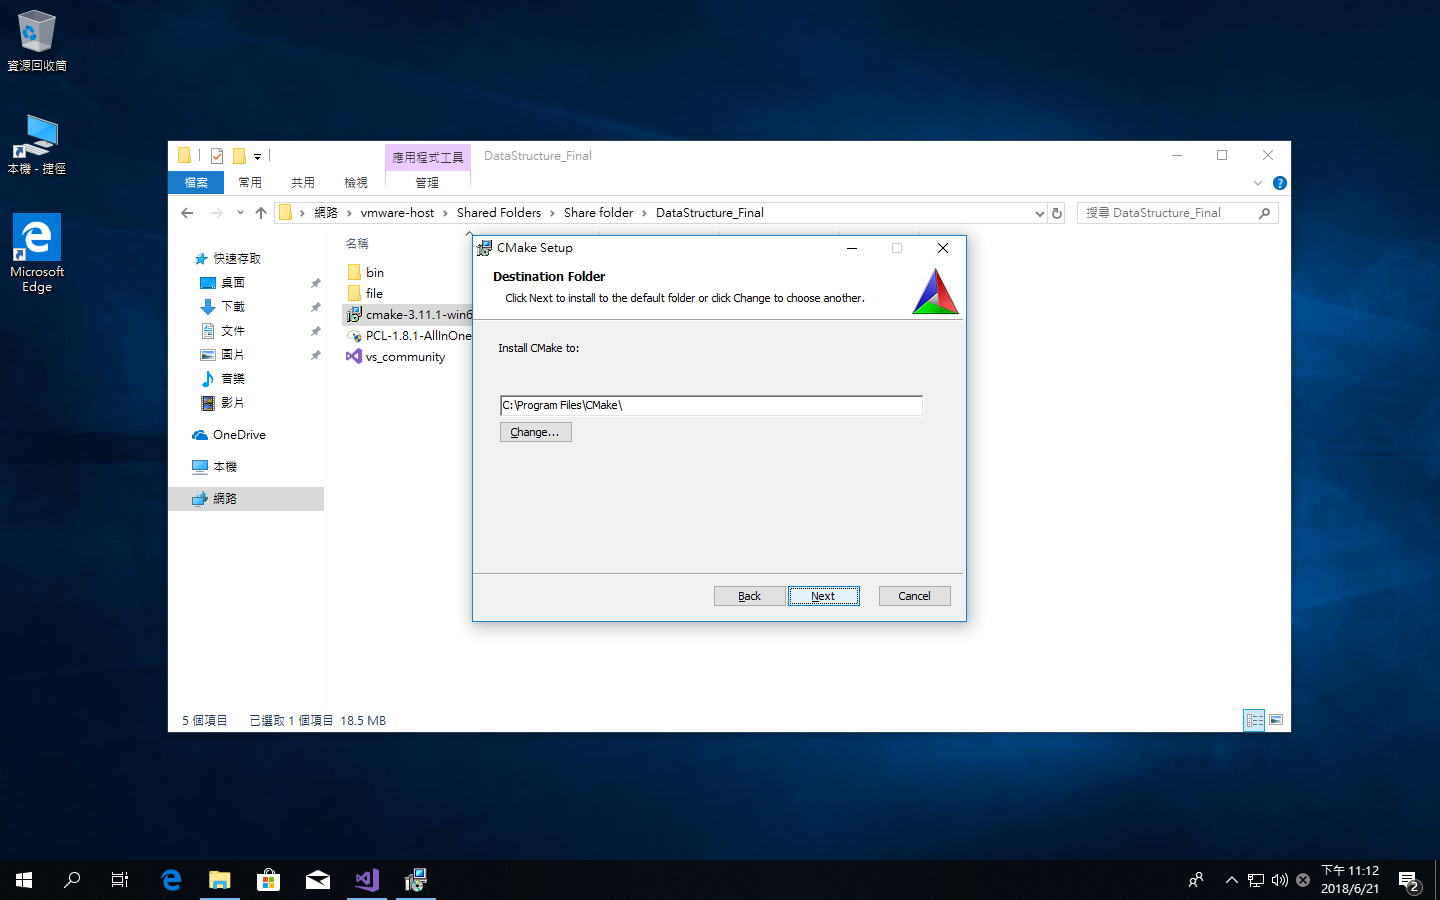 資源回收筒
本機 - 捷徑
Microsoft
Edge
應用程式工具
DataStructure_Final
檔案
常用
共用
檢視
管理
網路 › vmware-host › Shared Folders › Share folder › DataStructure_Final
搜尋 DataStructure_Final
名稱
快速存取
桌面
下載
文件
圖片
音樂
影片
OneDrive
本機
網路
bin
file
cmake-3.11.1-win6
PCL-1.8.1-AllInOne
vs_community
CMake Setup
Destination Folder
Click Next to install to the default folder or click Change to choose another.
Install CMake to:
C:\Program Files\CMake\
Change...
Back
Next
Cancel
5 個項目
已選取 1 個項目 18.5 MB
下午 11:12
2018/6/21
2